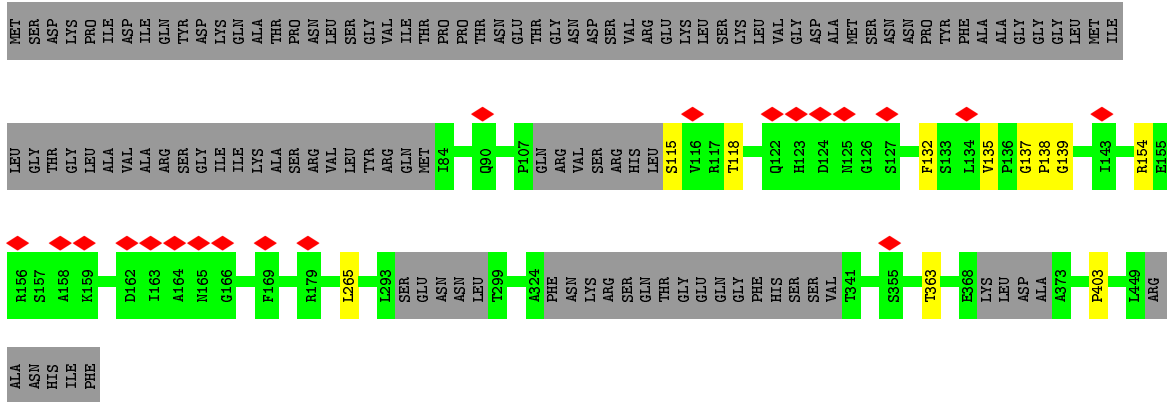 MET SER ASP LYS PRO ILE ASP ILE GLN TYR ASP LYS GLN ALA THR PRO ASN LEU SER GLY VAL ILE THR PRO PRO THR ASN GLU THR GLY ASN ASP SER VAL ARG GLU LYS LEU SER LYS LEU VAL GLY ASP ALA MET SER ASN ASN PRO TYR PHE ALA ALA GLY GLY GLY LEU MET ILE
LEU GLY THR GLY LEU ALA VAL ALA ARG SER GLY ILE ILE LYS ALA SER ARG VAL LEU TYR ARG GLN MET I84 Q90 P107 GLN ARG VAL SER ARG HIS LEU S115 V116 R117 T118 Q122 H123 D124 N125 G126 S127 F132 S133 L134 V135 P136 G137 P138 G139 I143 R154 E155
R156 S157 A158 K159 D162 I163 A164 N165 G166 F169 R179 L265 L293 SER GLU ASN ASN LEU T299 A324 PHE ASN LYS ARG SER GLN THR GLY GLU GLN GLY PHE HIS SER SER VAL T341 S355 T363 E368 LYS LEU ASP ALA A373 P403 L449 ARG
ALA ASN HIS ILE PHE